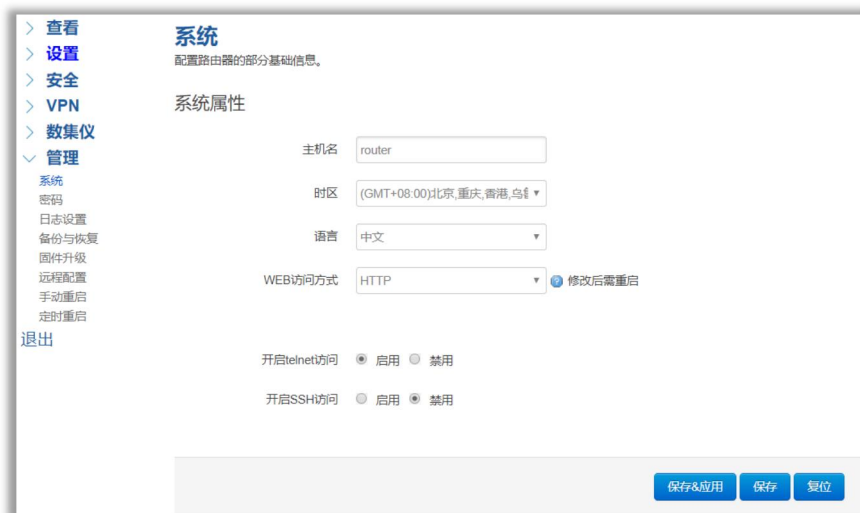 查看
设置
安全
VPN
数集仪
管理
系统
密码
日志设置
备份与恢复
固件升级
远程配置
手动重启
定时重启
退出
系统
配置路由器的部分基础信息。
系统属性
主机名 router
时区 (GMT+08:00)北京,重庆,香港,乌鲁
语言 中文
WEB访问方式 HTTP 修改后需重启
开启telnet访问 启用 禁用
开启SSH访问 启用 禁用
保存&应用 保存 复位